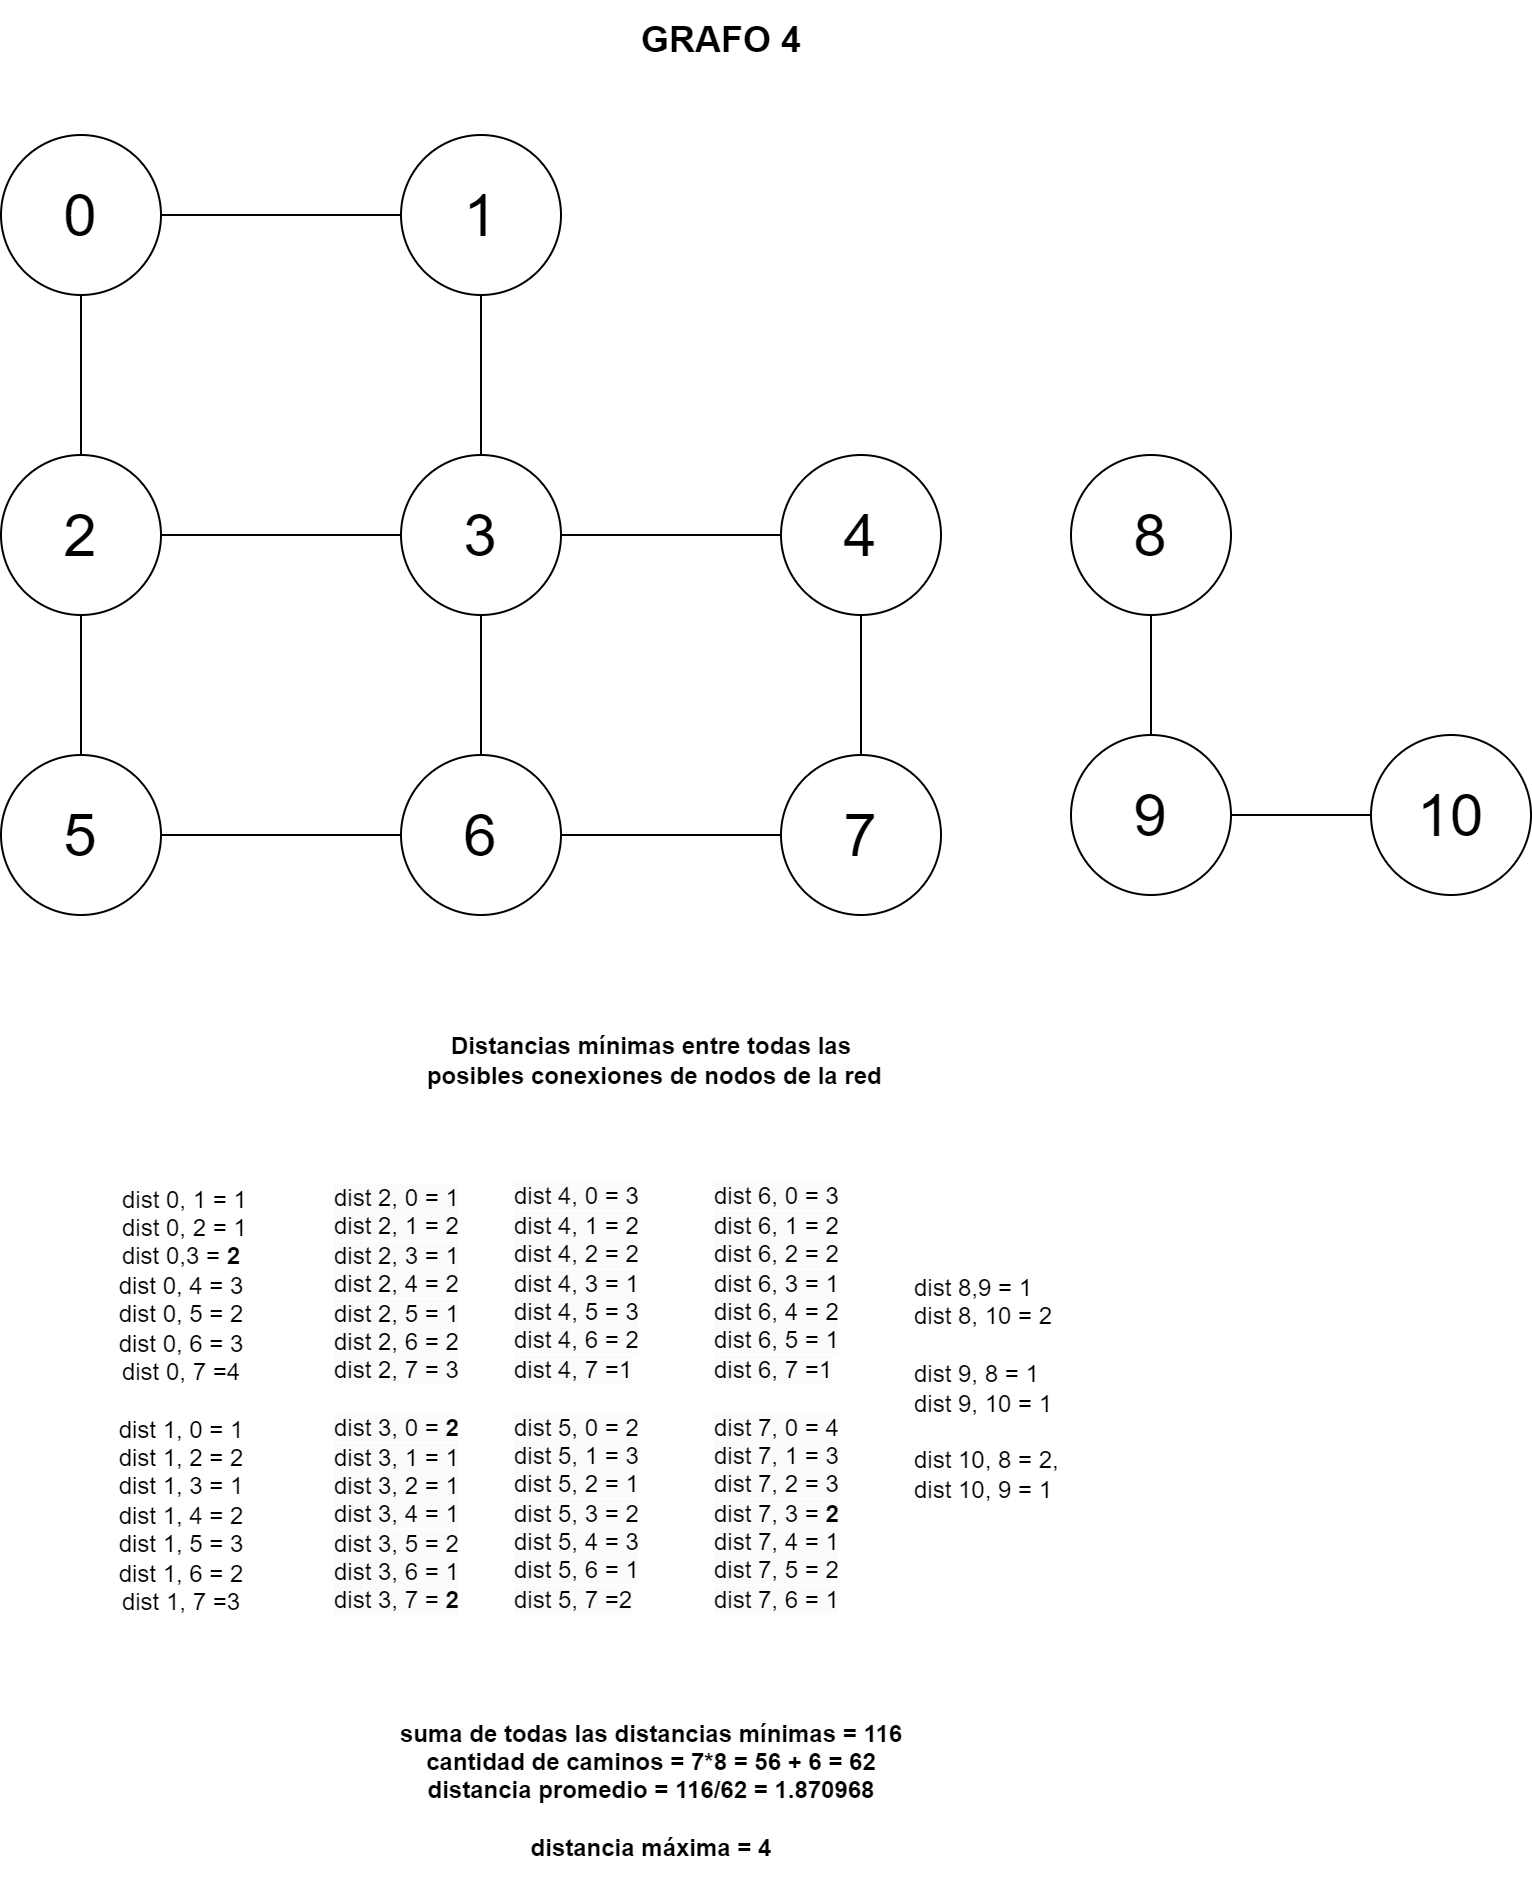 GRAFO 4
0
1
2
3
4
8
5
6
7
9
10
Distancias mínimas entre todas las
posibles conexiones de nodos de la red
dist 0, 1 = 1
dist 0, 2 = 1
dist 0,3 = 2
dist 0, 4 = 3
dist 0, 5 = 2
dist 0, 6 = 3
dist 0, 7 =4
dist 1, 0 = 1
dist 1, 2 = 2
dist 1, 3 = 1
dist 1, 4 = 2
dist 1, 5 = 3
dist 1, 6 = 2
dist 1, 7 =3
dist 2, 0 = 1
dist 2, 1 = 2
dist 2, 3 = 1
dist 2, 4 = 2
dist 2, 5 = 1
dist 2, 6 = 2
dist 2, 7 = 3
dist 3, 0 = 2
dist 3, 1 = 1
dist 3, 2 = 1
dist 3, 4 = 1
dist 3, 5 = 2
dist 3, 6 = 1
dist 3, 7 = 2
dist 4, 0 = 3
dist 4, 1 = 2
dist 4, 2 = 2
dist 4, 3 = 1
dist 4, 5 = 3
dist 4, 6 = 2
dist 4, 7 =1
dist 5, 0 = 2
dist 5, 1 = 3
dist 5, 2 = 1
dist 5, 3 = 2
dist 5, 4 = 3
dist 5, 6 = 1
dist 5, 7 =2
dist 6, 0 = 3
dist 6, 1 = 2
dist 6, 2 = 2
dist 6, 3 = 1
dist 6, 4 = 2
dist 6, 5 = 1
dist 6, 7 =1
dist 7, 0 = 4
dist 7, 1 = 3
dist 7, 2 = 3
dist 7, 3 = 2
dist 7, 4 = 1
dist 7, 5 = 2
dist 7, 6 = 1
dist 8,9 = 1
dist 8, 10 = 2
dist 9, 8 = 1
dist 9, 10 = 1
dist 10, 8 = 2,
dist 10, 9 = 1
suma de todas las distancias mínimas = 116
cantidad de caminos = 7*8 = 56 + 6 = 62
distancia promedio = 116/62 = 1.870968
distancia máxima = 4